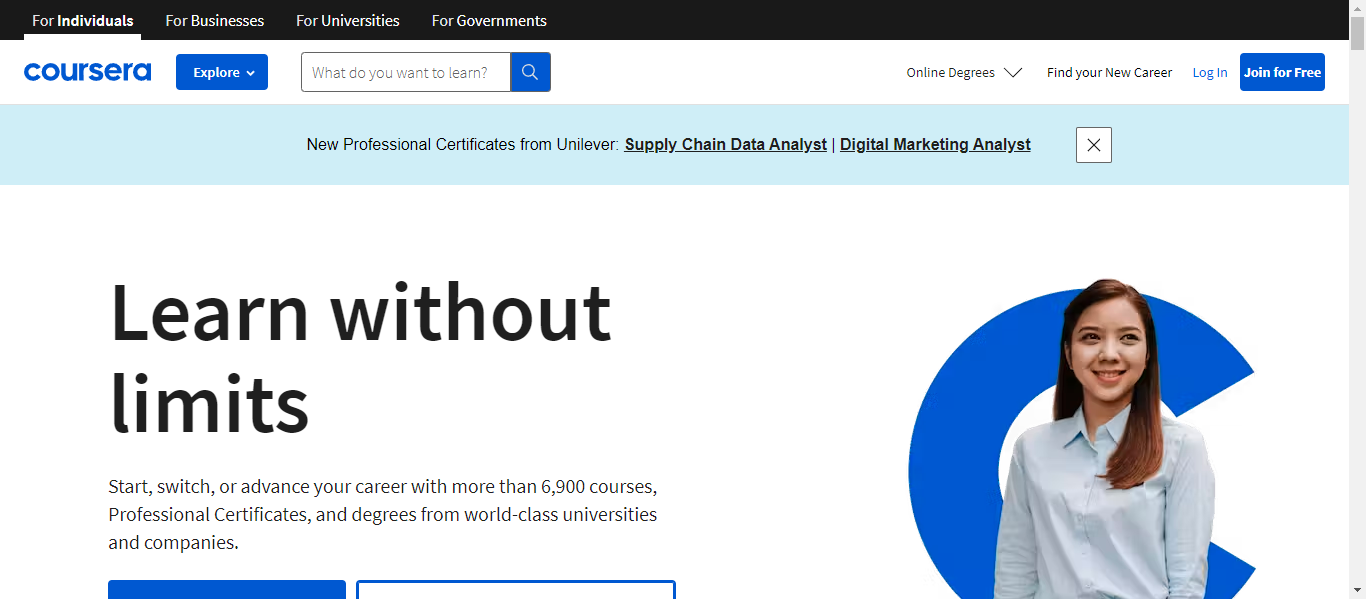 For Individuals For Businesses For Universities For Governments
coursera Explore What do you want to learn? Online Degrees Find your New Career Log In Join for Free
New Professional Certificates from Unilever: Supply Chain Data Analyst | Digital Marketing Analyst
Learn without
limits
Start, switch, or advance your career with more than 6,900 courses,
Professional Certificates, and degrees from world-class universities
and companies.